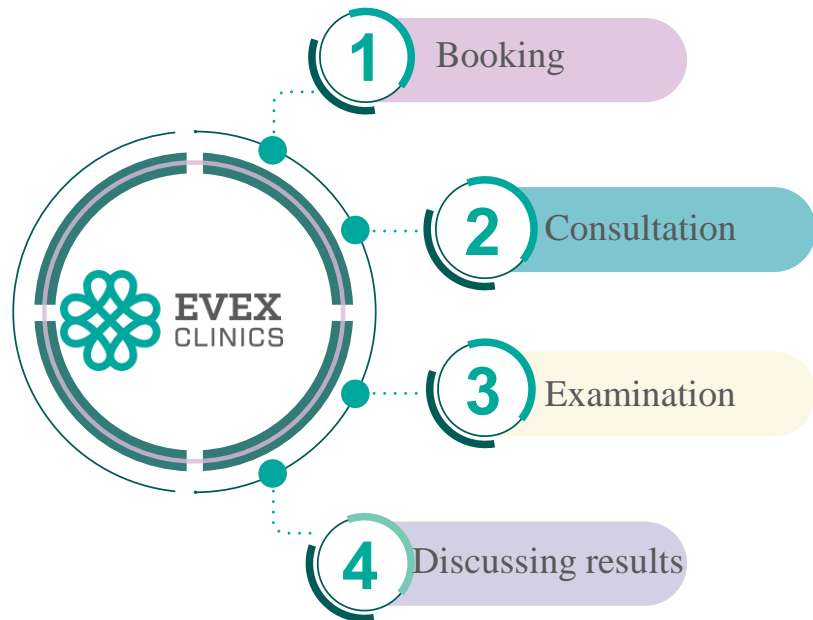 1 Booking
2 Consultation
EVEX
CLINICS
3 Examination
4 Discussing results